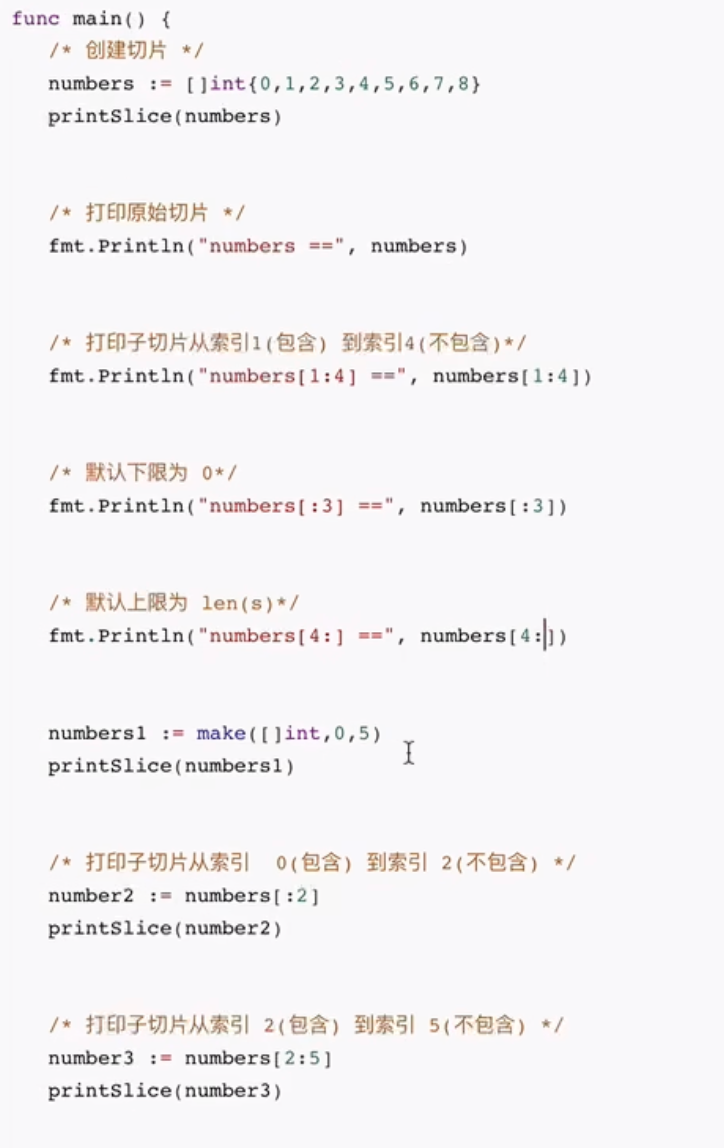 func main() {
/* 创建切片 */
numbers := []int{0,1,2,3,4,5,6,7,8}
printSlice(numbers)
/* 打印原始切片 */
fmt.Println("numbers ==", numbers)
/* 打印子切片从索引1(包含) 到索引4(不包含)*/
fmt.Println("numbers[1:4] ==", numbers[1:4])
/* 默认下限为 0*/
fmt.Println("numbers[:3] ==", numbers[:3])
/* 默认上限为 len(s)*/
fmt.Println("numbers[4:] ==", numbers[4:])
numbers1 := make([]int,0,5)
printSlice(numbers1)
/* 打印子切片从索引  0(包含) 到索引 2(不包含) */
number2 := numbers[:2]
printSlice(number2)
/* 打印子切片从索引 2(包含) 到索引 5(不包含) */
number3 := numbers[2:5]
printSlice(number3)